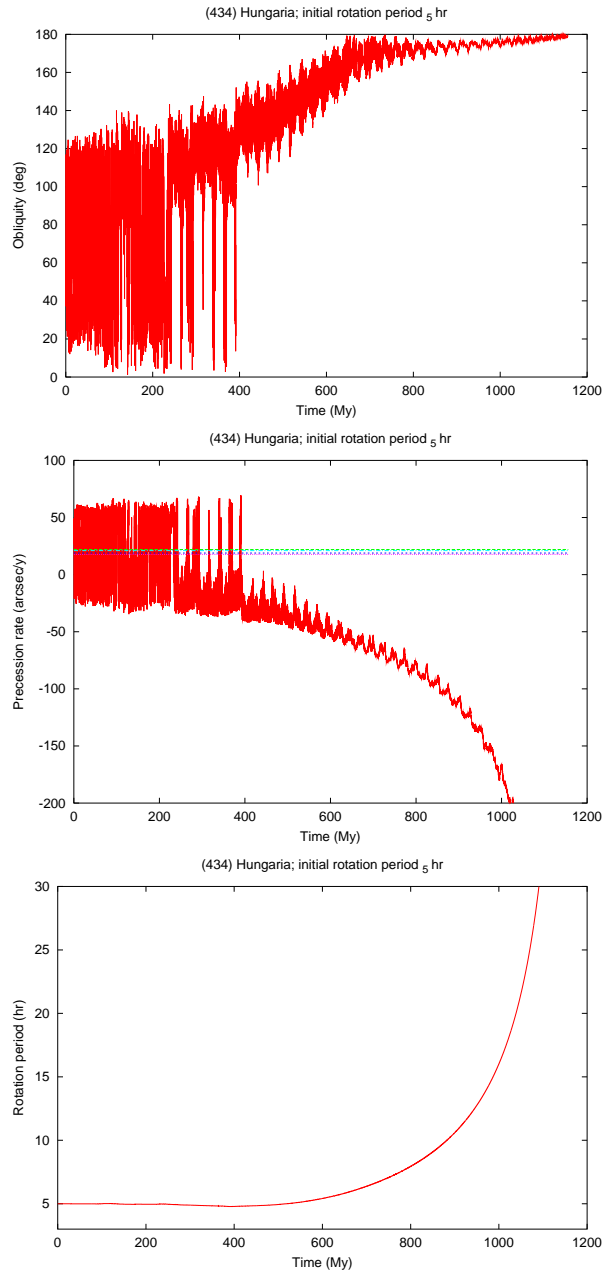 (434) Hungaria; initial rotation period 5 hr
180
160
140
120
100
80
60
40
20
0
Obliquity (deg)
0 200 400 600 800 1000 1200
Time (My)
(434) Hungaria; initial rotation period 5 hr
100
50
0
-50
-100
-150
-200
Precession rate (arcsec/y)
0 200 400 600 800 1000 1200
Time (My)
(434) Hungaria; initial rotation period 5 hr
30
25
20
15
10
5
Rotation period (hr)
0 200 400 600 800 1000 1200
Time (My)